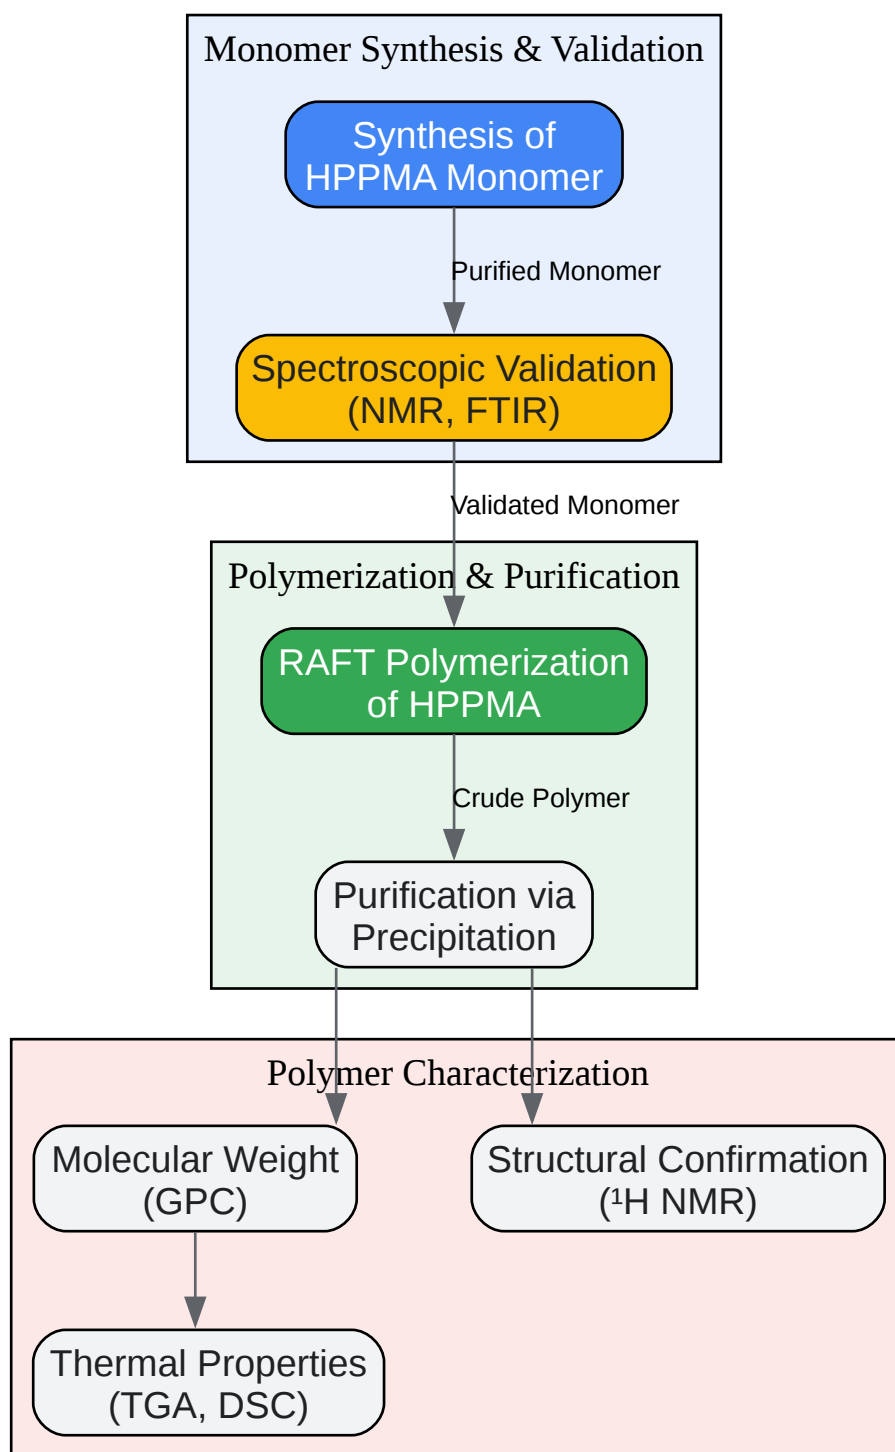 Monomer Synthesis & Validation
Synthesis of
HPPMA Monomer
Purified Monomer
Spectroscopic Validation
(NMR, FTIR)
Validated Monomer
Polymerization & Purification
RAFT Polymerization
of HPPMA
Crude Polymer
Purification via
Precipitation
Polymer Characterization
Molecular Weight
(GPC)
Structural Confirmation
(¹H NMR)
Thermal Properties
(TGA, DSC)